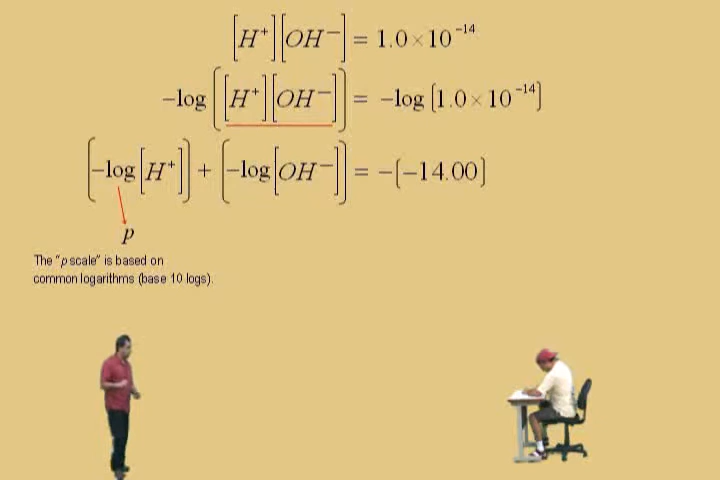 [H⁺][OH⁻] = 1.0 × 10⁻¹⁴
−log([H⁺][OH⁻]) = −log(1.0 × 10⁻¹⁴)
(−log[H⁺]) + (−log[OH⁻]) = −(−14.00)
p
The "p scale" is based on
common logarithms (base 10 logs).